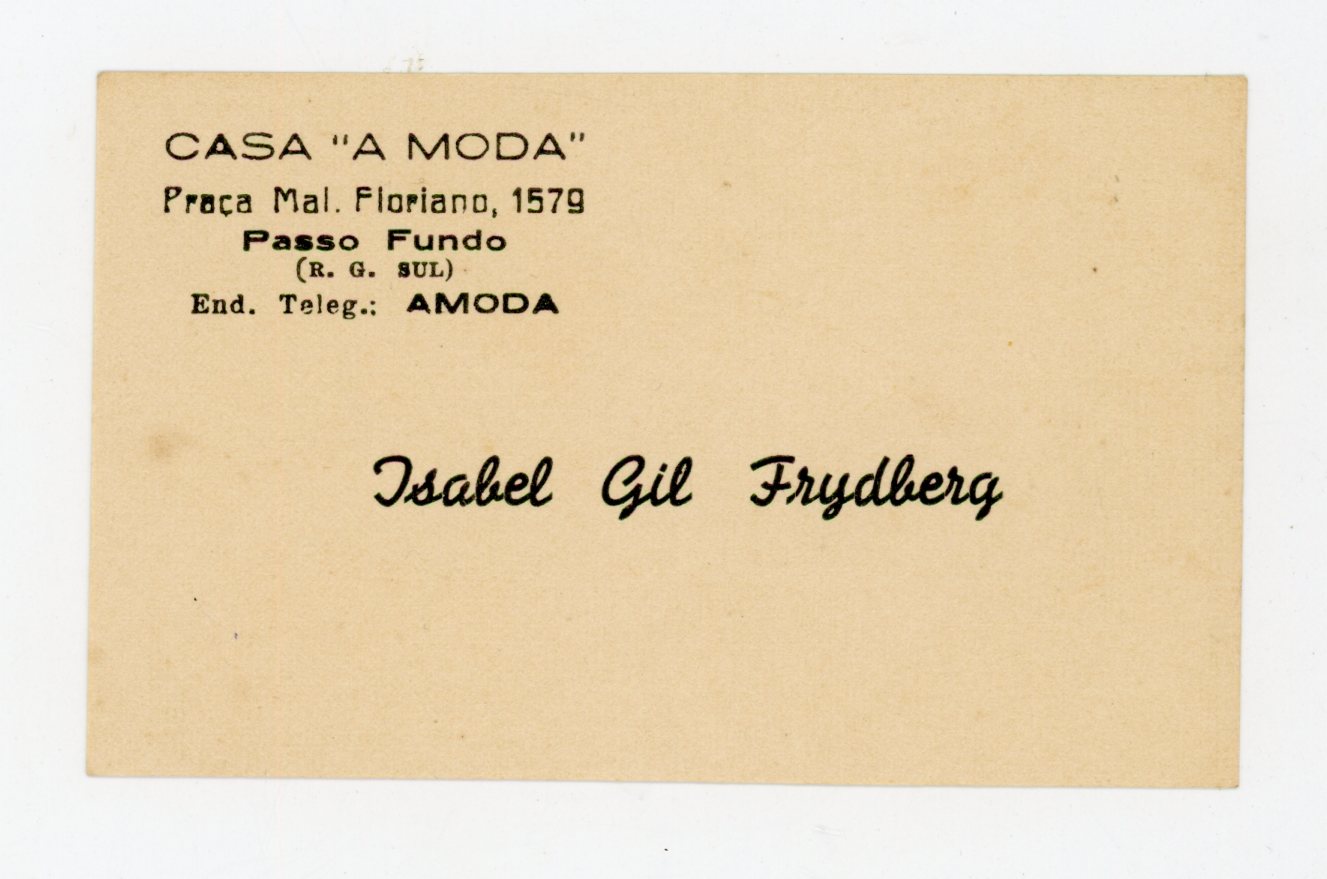 CASA "A MODA"
Praça Mal. Floriano, 1579
Passo Fundo
(R. G. SUL)
End. Teleg.: AMODA
Isabel Gil Frydberg